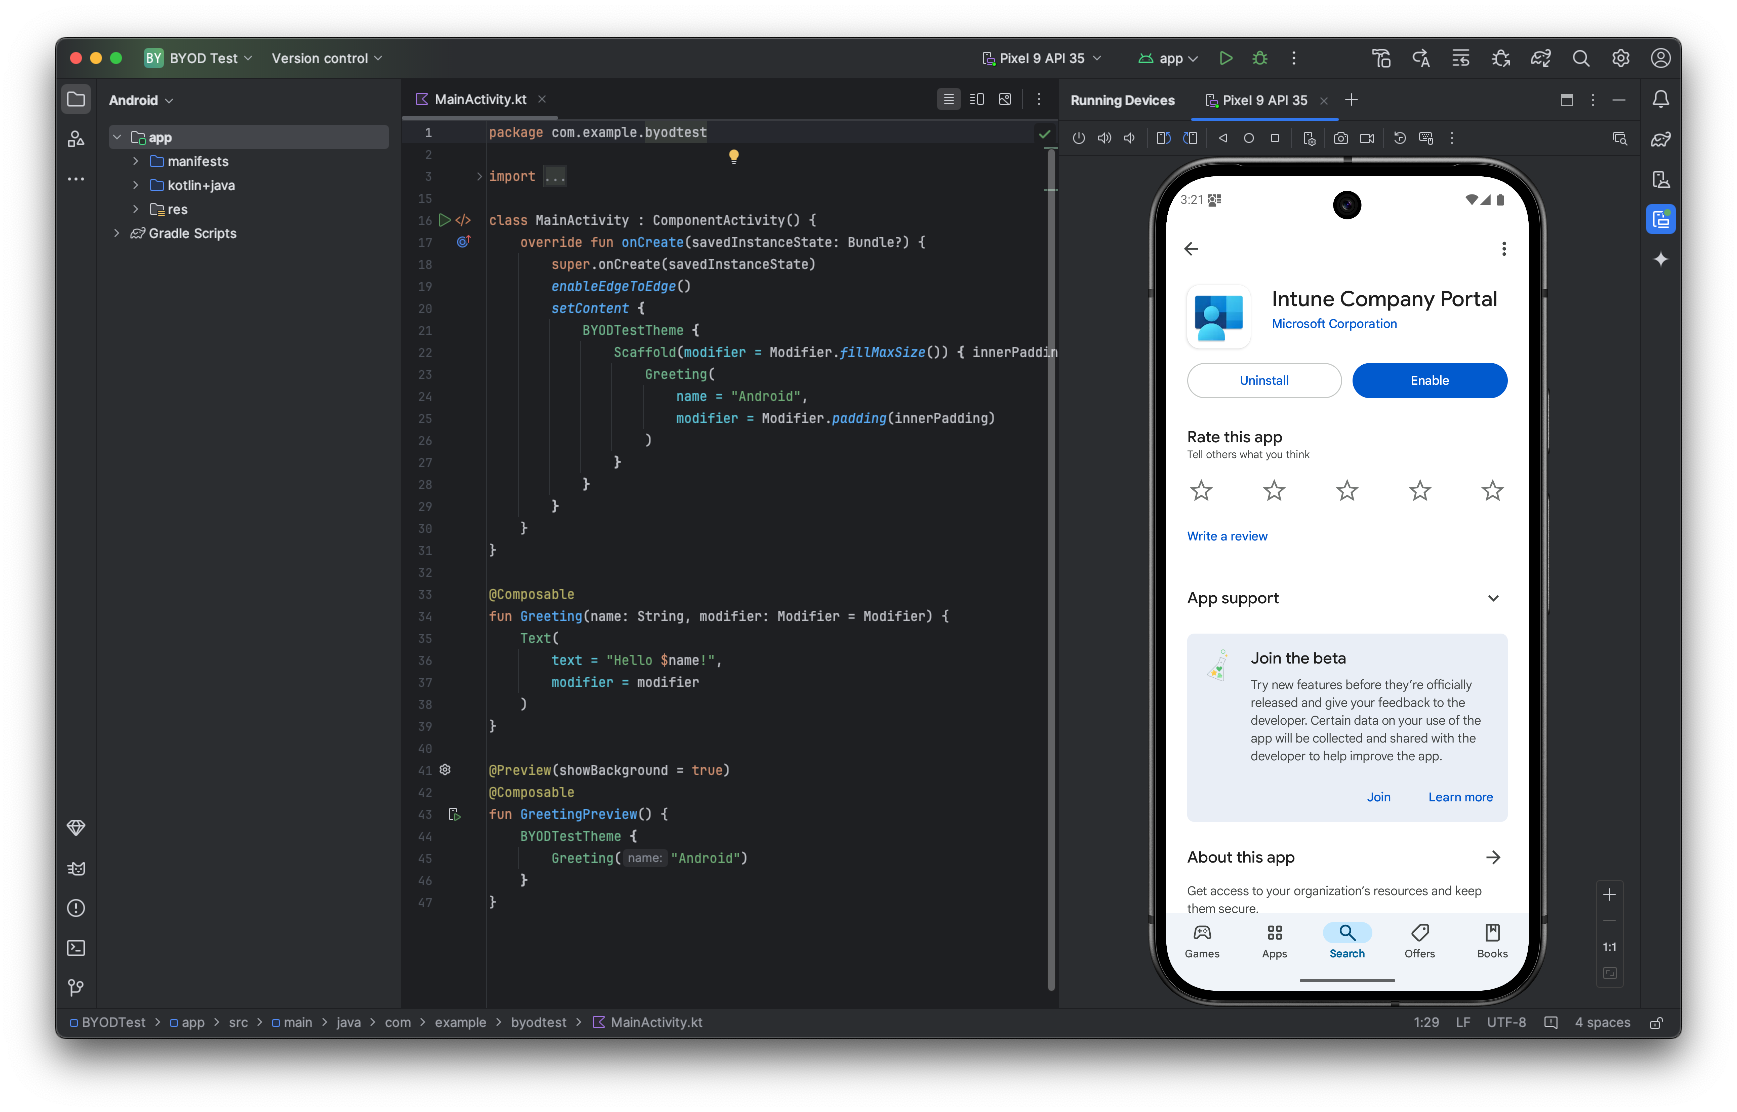 BY BYOD Test Version control Pixel 9 API 35 app
Android
app
manifests
kotlin+java
res
Gradle Scripts
MainActivity.kt
1 package com.example.byodtest
2
3 import ...
15
16 class MainActivity : ComponentActivity() {
17 override fun onCreate(savedInstanceState: Bundle?) {
18 super.onCreate(savedInstanceState)
19 enableEdgeToEdge()
20 setContent {
21 BYODTestTheme {
22 Scaffold(modifier = Modifier.fillMaxSize()) { innerPaddin
23 Greeting(
24 name = "Android",
25 modifier = Modifier.padding(innerPadding)
26 )
27 }
28 }
29 }
30 }
31 }
32
33 @Composable
34 fun Greeting(name: String, modifier: Modifier = Modifier) {
35 Text(
36 text = "Hello $name!",
37 modifier = modifier
38 )
39 }
40
41 @Preview(showBackground = true)
42 @Composable
43 fun GreetingPreview() {
44 BYODTestTheme {
45 Greeting( name: "Android")
46 }
47 }
Running Devices Pixel 9 API 35
3:21
Intune Company Portal
Microsoft Corporation
Uninstall Enable
Rate this app
Tell others what you think
Write a review
App support
Join the beta
Try new features before they're officially
released and give your feedback to the
developer. Certain data on your use of the
app will be collected and shared with the
developer to help improve the app.
Join Learn more
About this app
Get access to your organization's resources and keep
them secure.
Games Apps Search Offers Books
1:1
BYODTest > app > src > main > java > com > example > byodtest > MainActivity.kt
1:29 LF UTF-8 4 spaces